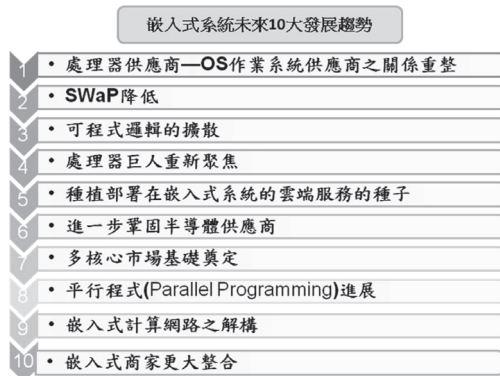 嵌入式系統未來10大發展趨勢
1 • 處理器供應商—OS作業系統供應商之關係重整
2 • SWaP降低
3 • 可程式邏輯的擴散
4 • 處理器巨人重新聚焦
5 • 種植部署在嵌入式系統的雲端服務的種子
6 • 進一步鞏固半導體供應商
7 • 多核心市場基礎奠定
8 • 平行程式(Parallel Programming)進展
9 • 嵌入式計算網路之解構
10 • 嵌入式商家更大整合